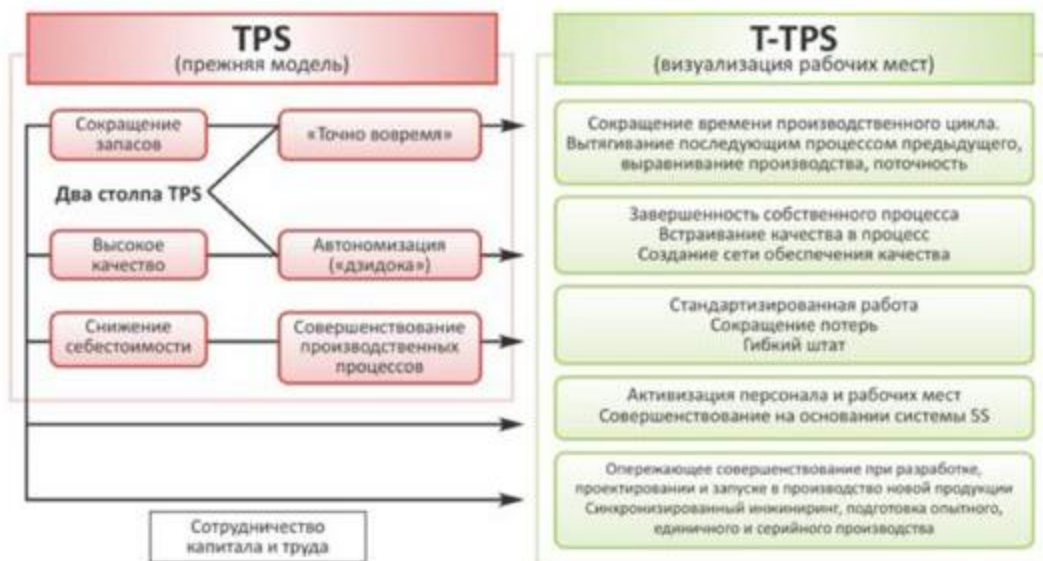 TPS
(прежняя модель)
Сокращение
запасов
«Точно вовремя»
Два столпа TPS
Высокое
качество
Автономизация
(«дзидока»)
Снижение
себестоимости
Совершенствование
производственных
процессов
Сотрудничество
капитала и труда
T-TPS
(визуализация рабочих мест)
Сокращение времени производственного цикла.
Вытягивание последующим процессом предыдущего,
выравнивание производства, поточность
Завершенность собственного процесса
Встраивание качества в процесс
Создание сети обеспечения качества
Стандартизированная работа
Сокращение потерь
Гибкий штат
Активизация персонала и рабочих мест
Совершенствование на основании системы 5S
Опережающее совершенствование при разработке,
проектировании и запуске в производство новой продукции
Синхронизированный инжиниринг, подготовка опытного,
единичного и серийного производства